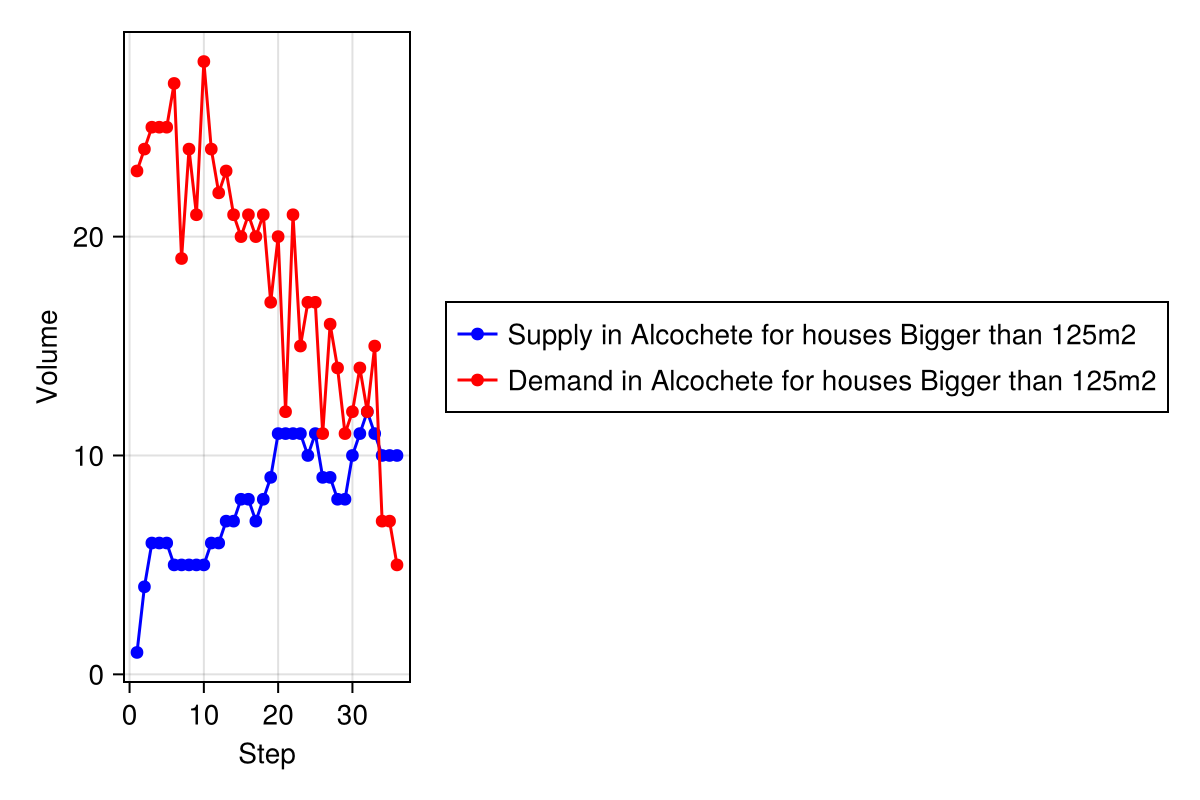 20
10
0
Volume
0 10 20 30
Step
Supply in Alcochete for houses Bigger than 125m2
Demand in Alcochete for houses Bigger than 125m2